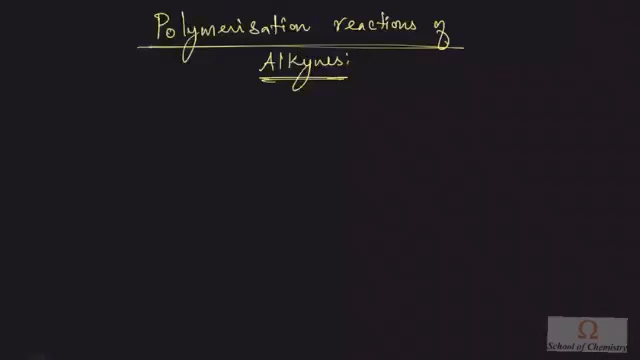 Polymerisation reactions of
Alkynes:
Ω
School of Chemistry